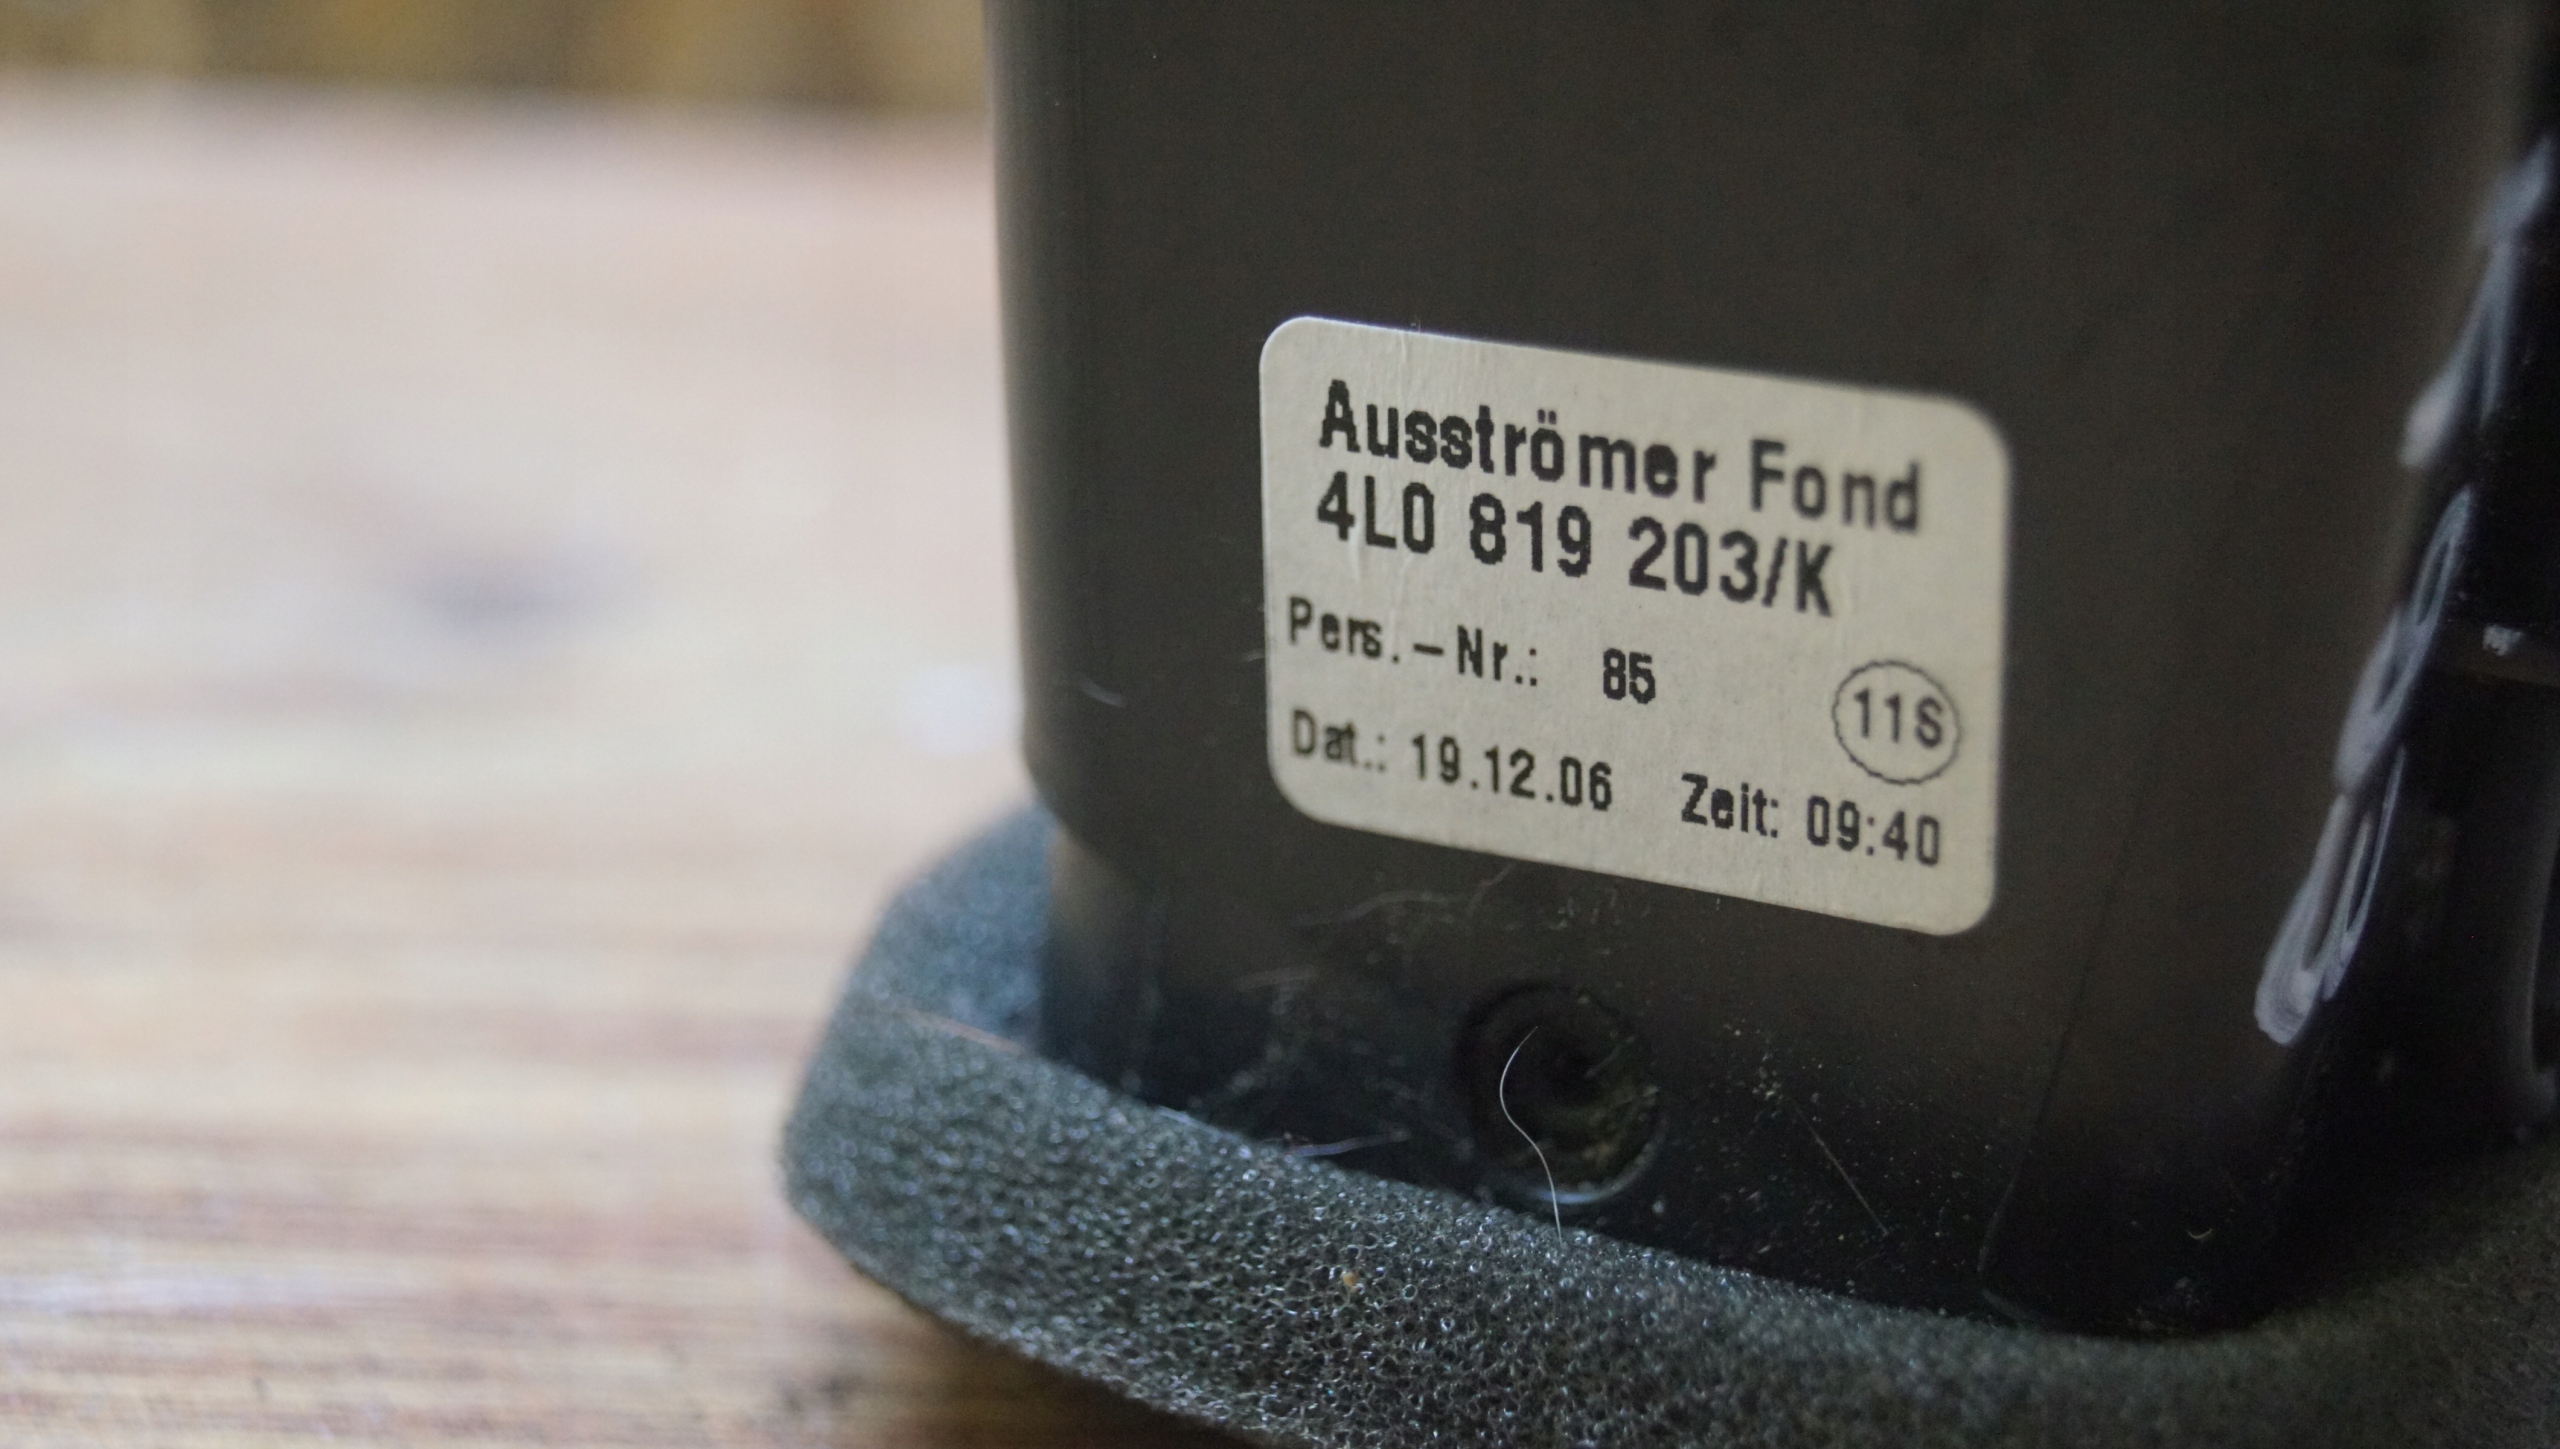 Ausströmer Fond
4L0 819 203/K
Pers.-Nr.: 85
11S
Dat.: 19.12.06 Zeit: 09:40